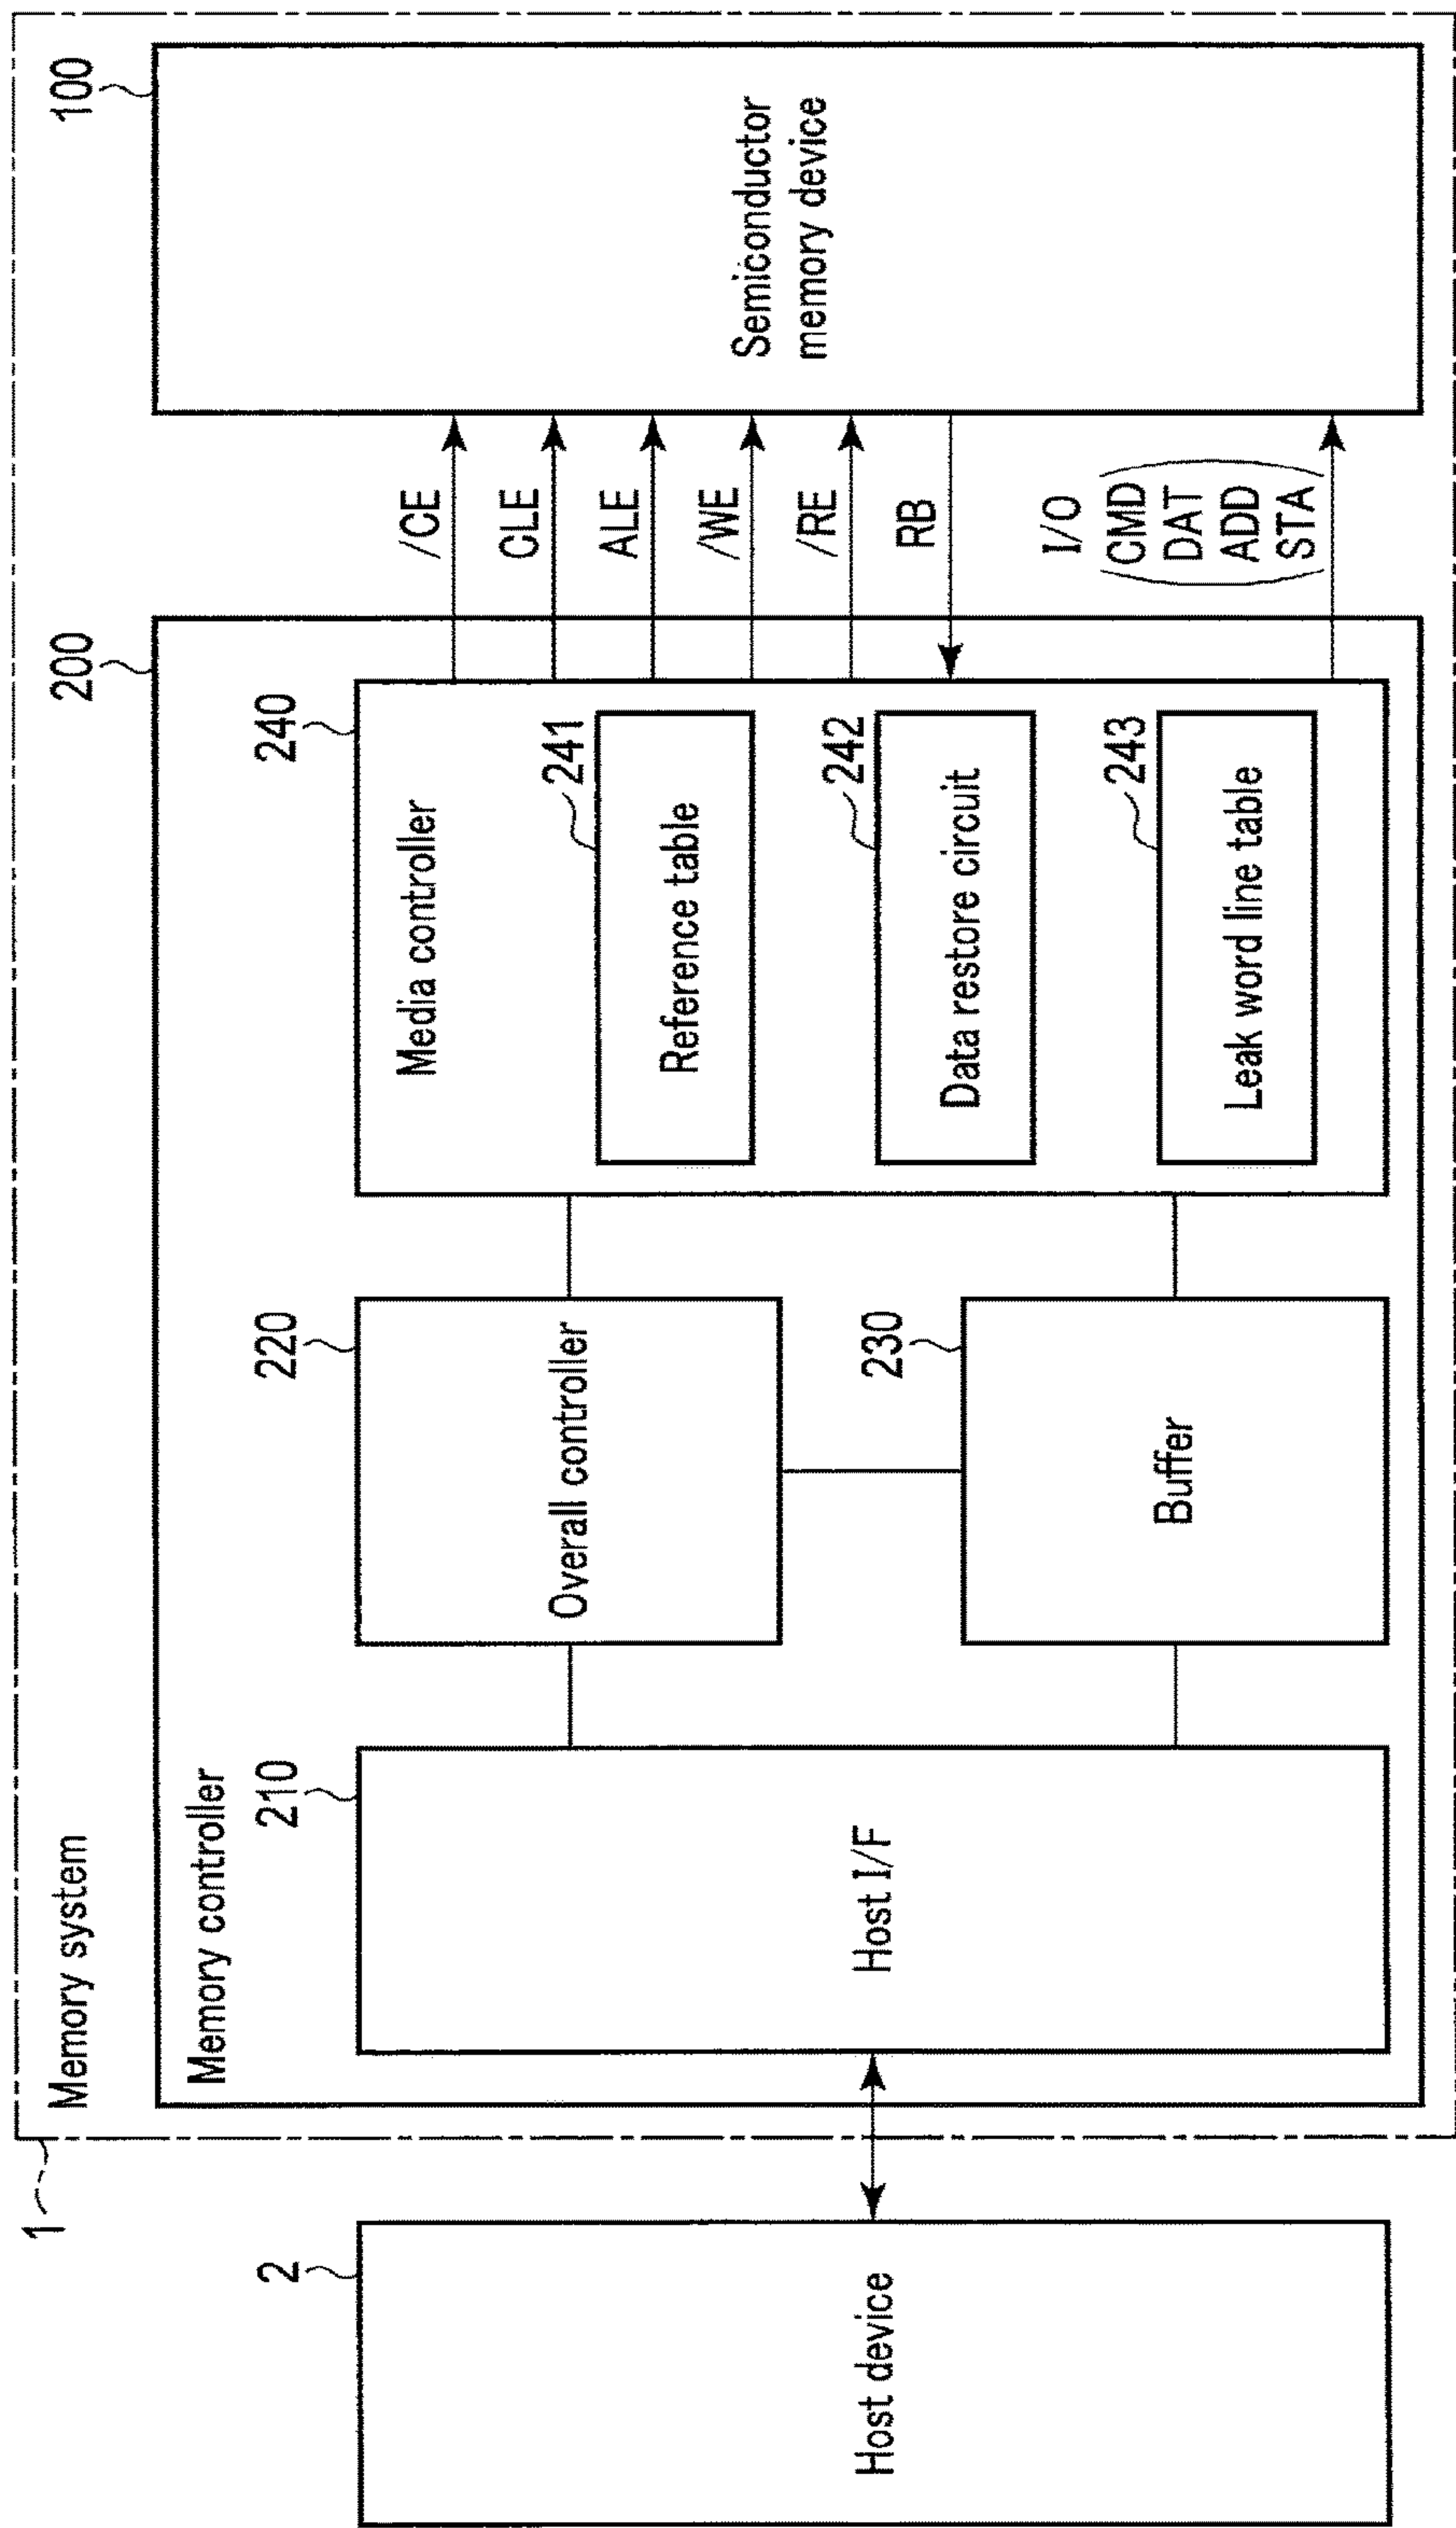 1
Memory system
Memory controller
200
100
2
Host device
210
Host I/F
220
Overall controller
230
Buffer
240
Media controller
241
Reference table
242
Data restore circuit
243
Leak word line table
/CE
CLE
ALE
/WE
/RE
RB
I/O
(CMD
DAT
ADD
STA)
Semiconductor
memory device